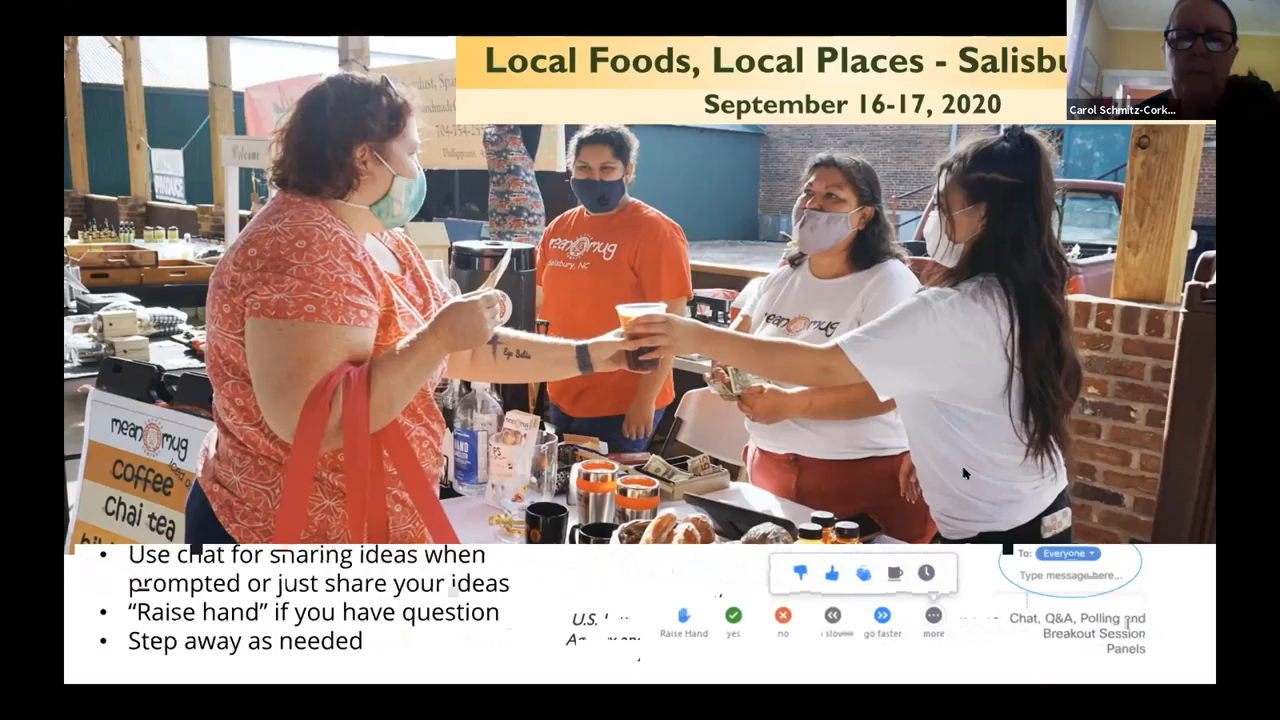 Local Foods, Local Places - Salisbu
September 16-17, 2020
Carol Schmitz-Cork...
Welcome
PRODUCE
mean mug
Salisbury, NC
mean mug
mean mug
coffee
chai tea
Use chat for sharing ideas when
prompted or just share your ideas
• “Raise hand” if you have question
• Step away as needed
U.S.
To: Everyone
Type message here...
Raise Hand
yes
no
go faster
more
Chat, Q&A, Polling and
Breakout Session
Panels